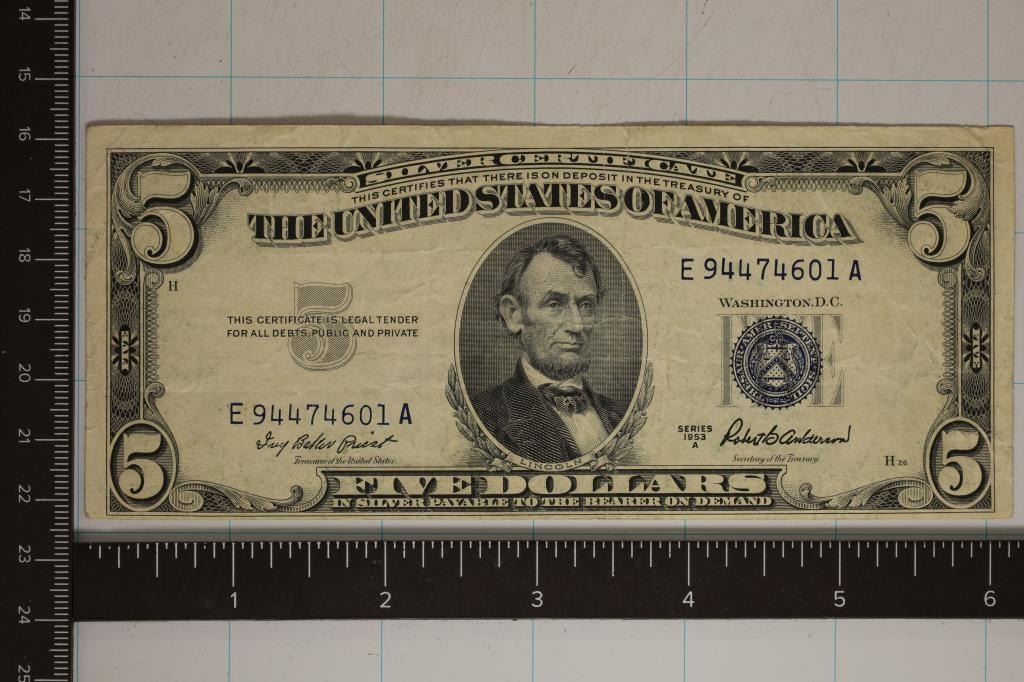 14
15
16
17
18
19
20
21
22
23
24
25
5
5
SILVER CERTIFICATE
THIS CERTIFIES THAT THERE IS ON DEPOSIT IN THE TREASURY OF
THE UNITED STATES OF AMERICA
E 94474601 A
H
WASHINGTON, D.C.
5
THIS CERTIFICATE IS LEGAL TENDER
FOR ALL DEBTS, PUBLIC AND PRIVATE
FIVE
FIVE
FIVE
E 94474601 A
Ivy Baker Priest
Treasurer of the United States.
LINCOLN
SERIES
1953
A
Robert B Anderson
Secretary of the Treasury.
H 26
5
5
FIVE DOLLARS
IN SILVER PAYABLE TO THE BEARER ON DEMAND
1 2 3 4 5 6